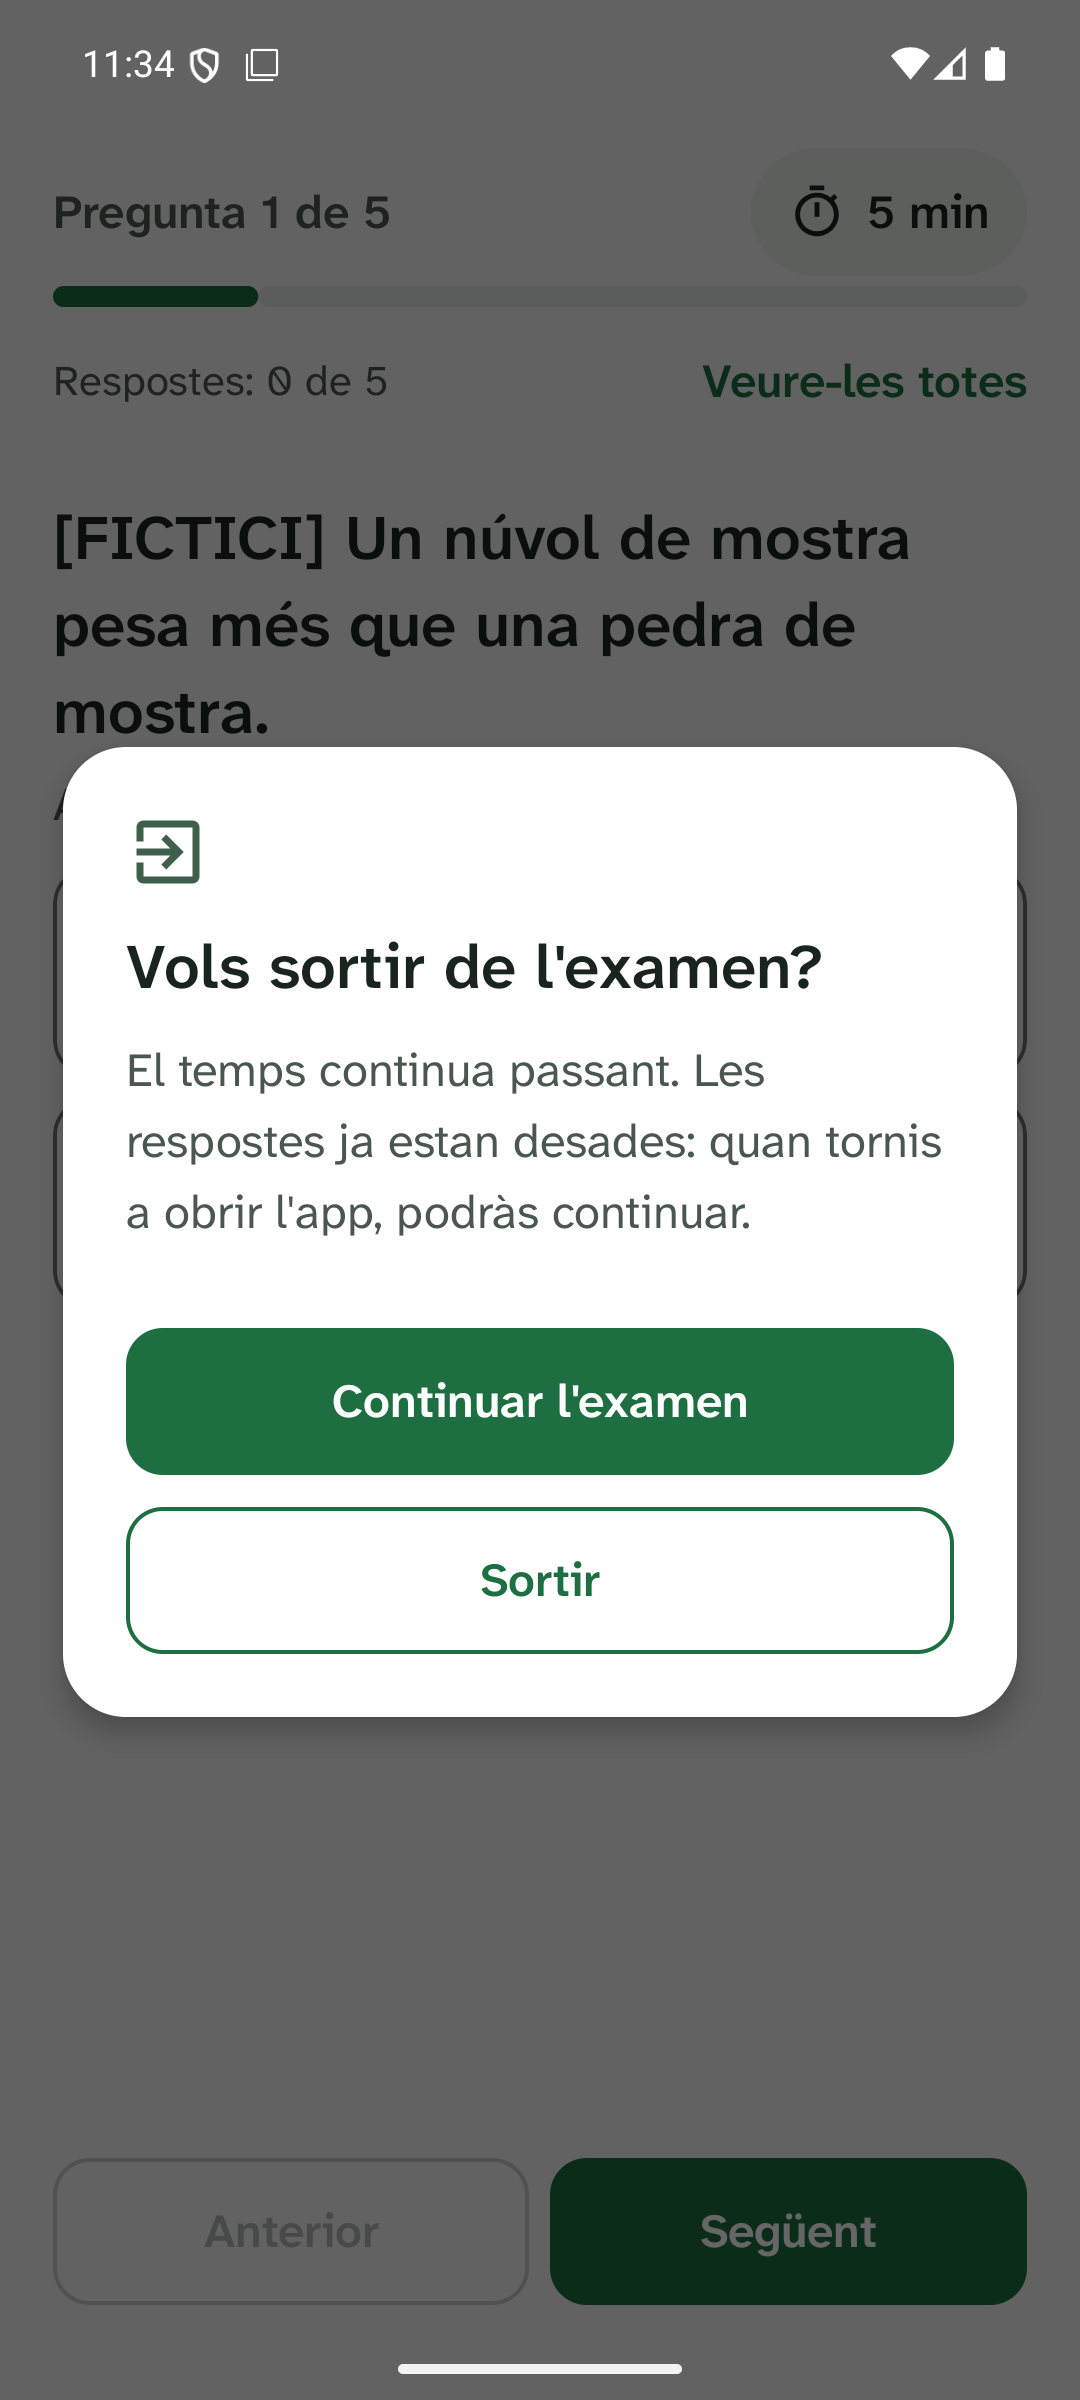 11:34
Pregunta 1 de 5
5 min
Respostes: 0 de 5
Veure-les totes
[FICTICI] Un núvol de mostra
pesa més que una pedra de
mostra.
Vols sortir de l'examen?
El temps continua passant. Les
respostes ja estan desades: quan tornis
a obrir l'app, podràs continuar.
Continuar l'examen
Sortir
Anterior
Següent